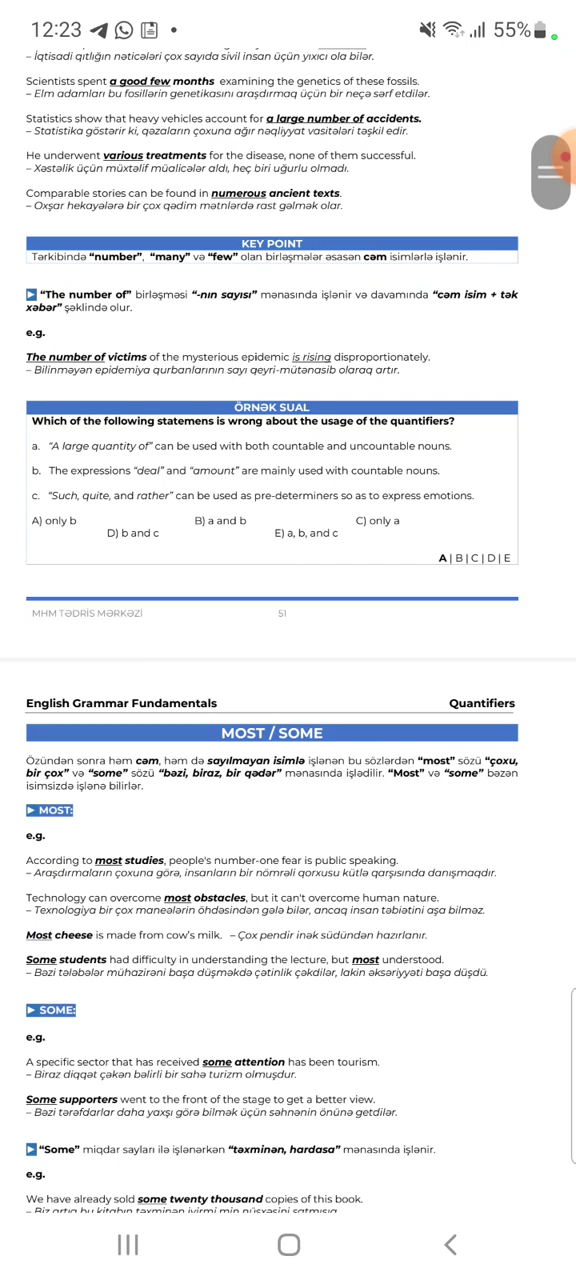 12:23
55%
– İqtisadi qıtlığın nəticələri çox sayıda sivil insan üçün yıxıcı ola bilər.
Scientists spent a good few months examining the genetics of these fossils.
– Elm adamları bu fosillərin genetikasını araşdırmaq üçün bir neçə sərf etdilər.
Statistics show that heavy vehicles account for a large number of accidents.
– Statistika göstərir ki, qəzaların çoxuna ağır nəqliyyat vasitələri təşkil edir.
He underwent various treatments for the disease, none of them successful.
– Xəstəlik üçün müxtəlif müalicələr aldı, heç biri uğurlu olmadı.
Comparable stories can be found in numerous ancient texts.
– Oxşar hekayələrə bir çox qədim mətnlərdə rast gəlmək olar.
KEY POINT
Tərkibində “number”, “many” və “few” olan birləşmələr əsasən cəm isimlərlə işlənir.
“The number of” birləşməsi “-nın sayısı” mənasında işlənir və davamında “cəm isim + tək
xəbər” şəklində olur.
e.g.
The number of victims of the mysterious epidemic is rising disproportionately.
– Bilinməyən epidemiya qurbanlarının sayı qeyri-mütənasib olaraq artır.
ÖRNƏK SUAL
Which of the following statemens is wrong about the usage of the quantifiers?
a. “A large quantity of” can be used with both countable and uncountable nouns.
b. The expressions “deal” and “amount” are mainly used with countable nouns.
c. “Such, quite, and rather” can be used as pre-determiners so as to express emotions.
A) only b B) a and b C) only a
D) b and c E) a, b, and c
A | B | C | D | E
MHM TƏDRİS MƏRKƏZİ 51
English Grammar Fundamentals Quantifiers
MOST / SOME
Özündən sonra həm cəm, həm də sayılmayan isimlə işlənən bu sözlərdən “most” sözü “çoxu,
bir çox” və “some” sözü “bəzi, biraz, bir qədər” mənasında işlədilir. “Most” və “some” bəzən
isimsizdə işlənə bilirlər.
MOST:
e.g.
According to most studies, people's number-one fear is public speaking.
– Araşdırmaların çoxuna görə, insanların bir nömrəli qorxusu kütlə qarşısında danışmaqdır.
Technology can overcome most obstacles, but it can't overcome human nature.
– Texnologiya bir çox maneələrin öhdəsindən gələ bilər, ancaq insan təbiətini aşa bilməz.
Most cheese is made from cow's milk. – Çox pendir inək südündən hazırlanır.
Some students had difficulty in understanding the lecture, but most understood.
– Bəzi tələbələr mühazirəni başa düşməkdə çətinlik çəkdilər, lakin əksəriyyəti başa düşdü.
SOME:
e.g.
A specific sector that has received some attention has been tourism.
– Biraz diqqət çəkən bəlirli bir sahə turizm olmuşdur.
Some supporters went to the front of the stage to get a better view.
– Bəzi tərəfdarlar daha yaxşı görə bilmək üçün səhnənin önünə getdilər.
“Some” miqdar sayları ilə işlənərkən “təxminən, hardasa” mənasında işlənir.
e.g.
We have already sold some twenty thousand copies of this book.
– Biz artıq bu kitabın təxminən iyirmi min nüsxəsini satmışıq